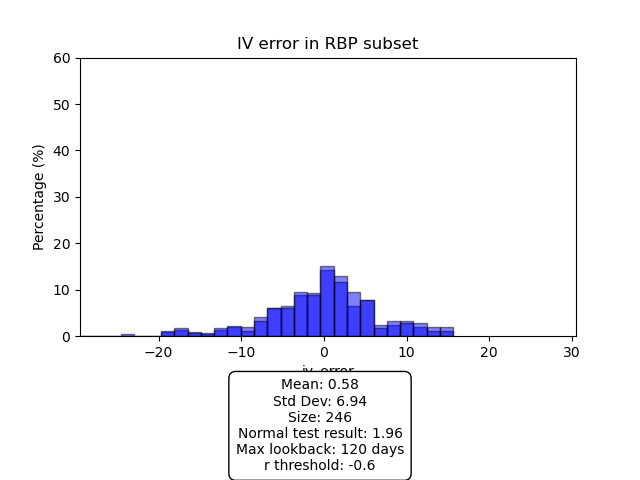 IV error in RBP subset
Percentage (%)
60
50
40
30
20
10
0
−20
−10
0
10
20
30
iv_error
Mean: 0.58
Std Dev: 6.94
Size: 246
Normal test result: 1.96
Max lookback: 120 days
r threshold: -0.6